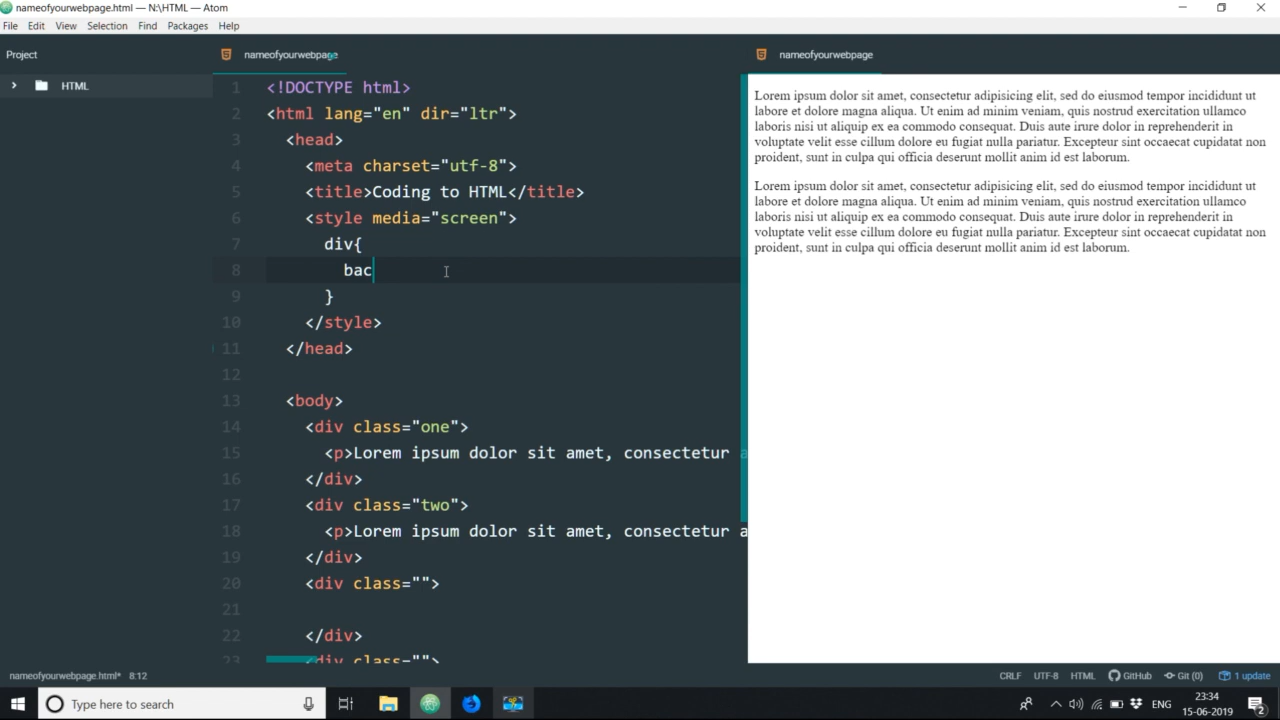 nameofyourwebpage.html — N:\HTML — Atom
File Edit View Selection Find Packages Help
Project
HTML
nameofyourwebpage
1 <!DOCTYPE html>
2 <html lang="en" dir="ltr">
3 <head>
4 <meta charset="utf-8">
5 <title>Coding to HTML</title>
6 <style media="screen">
7 div{
8 bac
9 }
10 </style>
11 </head>
12
13 <body>
14 <div class="one">
15 <p>Lorem ipsum dolor sit amet, consectetur a
16 </div>
17 <div class="two">
18 <p>Lorem ipsum dolor sit amet, consectetur a
19 </div>
20 <div class="">
21
22 </div>
23 <div class="">
nameofyourwebpage
Lorem ipsum dolor sit amet, consectetur adipisicing elit, sed do eiusmod tempor incididunt ut
labore et dolore magna aliqua. Ut enim ad minim veniam, quis nostrud exercitation ullamco
laboris nisi ut aliquip ex ea commodo consequat. Duis aute irure dolor in reprehenderit in
voluptate velit esse cillum dolore eu fugiat nulla pariatur. Excepteur sint occaecat cupidatat non
proident, sunt in culpa qui officia deserunt mollit anim id est laborum.
Lorem ipsum dolor sit amet, consectetur adipisicing elit, sed do eiusmod tempor incididunt ut
labore et dolore magna aliqua. Ut enim ad minim veniam, quis nostrud exercitation ullamco
laboris nisi ut aliquip ex ea commodo consequat. Duis aute irure dolor in reprehenderit in
voluptate velit esse cillum dolore eu fugiat nulla pariatur. Excepteur sint occaecat cupidatat non
proident, sunt in culpa qui officia deserunt mollit anim id est laborum.
nameofyourwebpage.html* 8:12
CRLF UTF-8 HTML GitHub Git (0) 1 update
Type here to search
ENG
23:34
15-06-2019
2